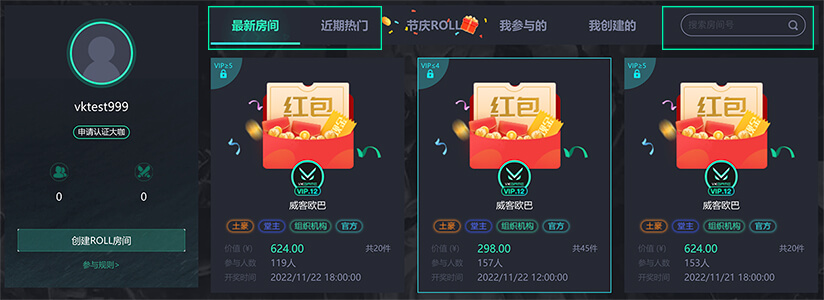 vktest999
申请认证大咖
0
0
创建ROLL房间
参与规则>
最新房间
近期热门
节庆ROLL
我参与的
我创建的
搜索房间号
VIP≥5
红包
VIP.12
威客欧巴
土豪
堂主
组织机构
官方
价值 (¥) 624.00 共20件
参与人数 119人
开奖时间 2022/11/22 18:00:00
VIP≥4
红包
VIP.12
威客欧巴
土豪
堂主
组织机构
官方
价值 (¥) 298.00 共45件
参与人数 157人
开奖时间 2022/11/22 12:00:00
VIP≥5
红包
VIP.12
威客欧巴
土豪
堂主
组织机构
官方
价值 (¥) 624.00 共20件
参与人数 153人
开奖时间 2022/11/21 18:00:00